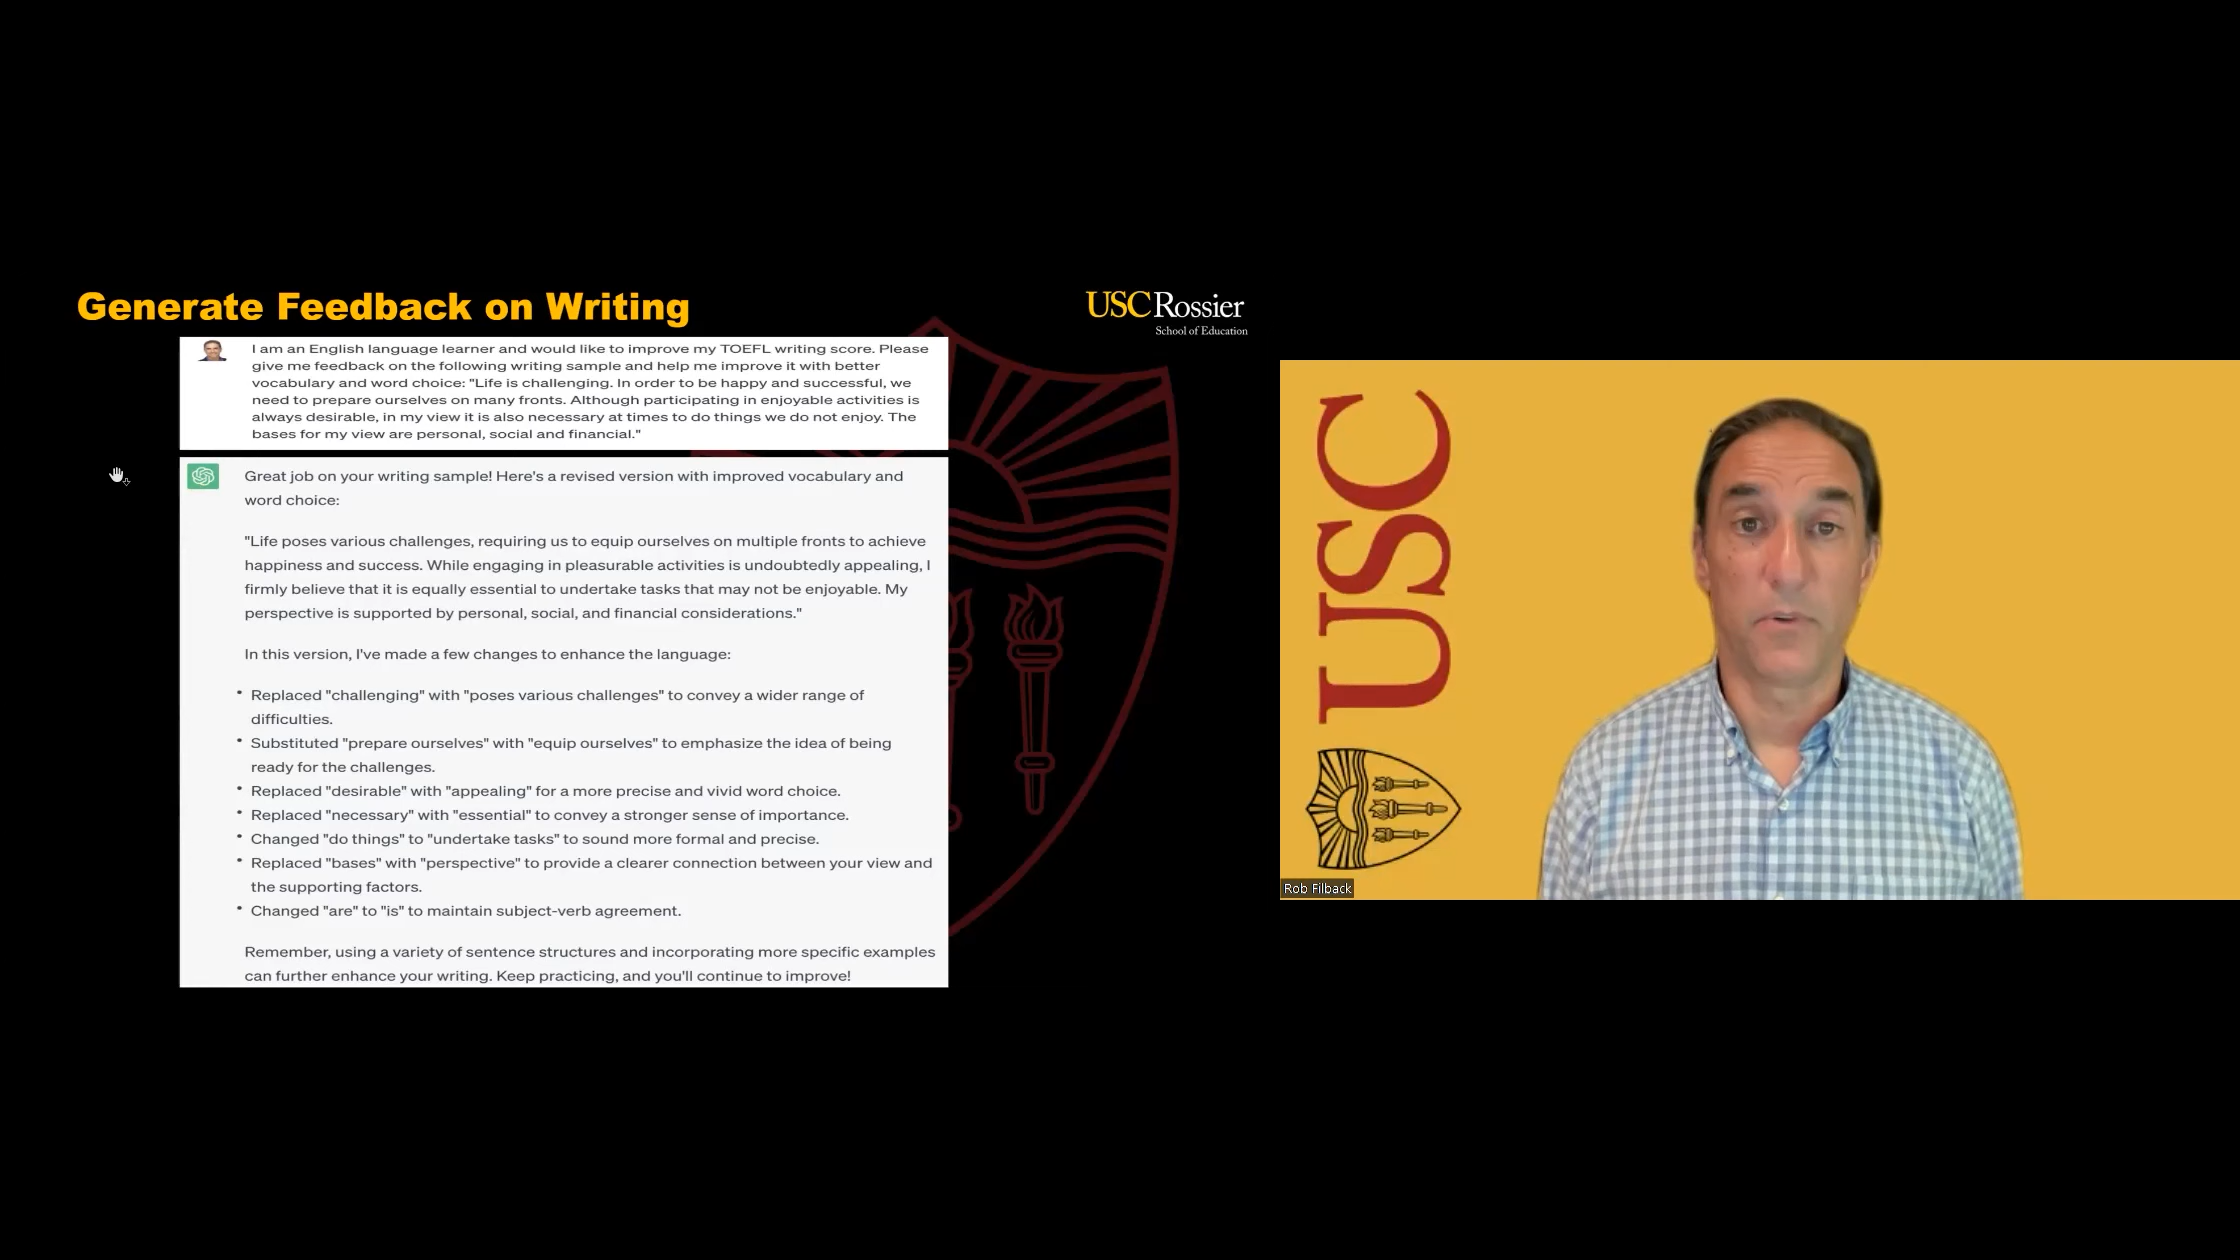 Generate Feedback on Writing
USC Rossier
School of Education
I am an English language learner and would like to improve my TOEFL writing score. Please
give me feedback on the following writing sample and help me improve it with better
vocabulary and word choice: "Life is challenging. In order to be happy and successful, we
need to prepare ourselves on many fronts. Although participating in enjoyable activities is
always desirable, in my view it is also necessary at times to do things we do not enjoy. The
bases for my view are personal, social and financial."
Great job on your writing sample! Here's a revised version with improved vocabulary and
word choice:
"Life poses various challenges, requiring us to equip ourselves on multiple fronts to achieve
happiness and success. While engaging in pleasurable activities is undoubtedly appealing, I
firmly believe that it is equally essential to undertake tasks that may not be enjoyable. My
perspective is supported by personal, social, and financial considerations."
In this version, I've made a few changes to enhance the language:
• Replaced "challenging" with "poses various challenges" to convey a wider range of
difficulties.
• Substituted "prepare ourselves" with "equip ourselves" to emphasize the idea of being
ready for the challenges.
• Replaced "desirable" with "appealing" for a more precise and vivid word choice.
• Replaced "necessary" with "essential" to convey a stronger sense of importance.
• Changed "do things" to "undertake tasks" to sound more formal and precise.
• Replaced "bases" with "perspective" to provide a clearer connection between your view and
the supporting factors.
• Changed "are" to "is" to maintain subject-verb agreement.
Remember, using a variety of sentence structures and incorporating more specific examples
can further enhance your writing. Keep practicing, and you'll continue to improve!
USC
Rob Filback